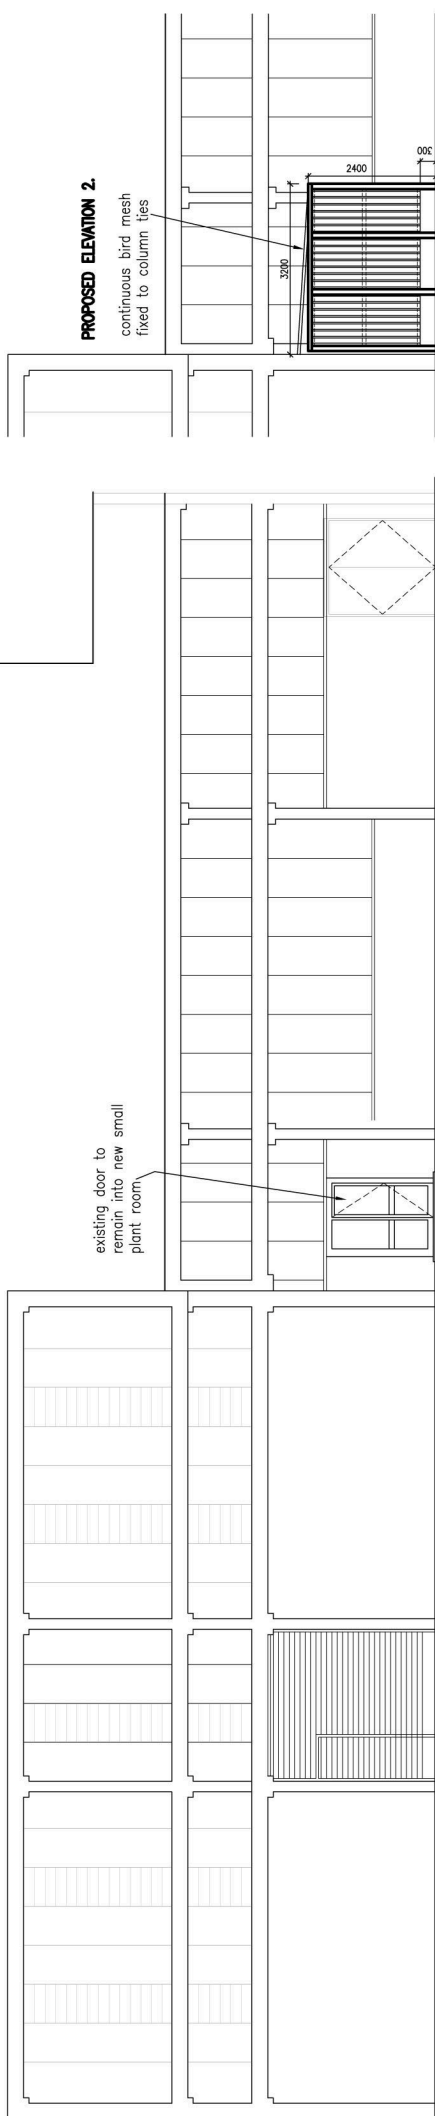 PROPOSED ELEVATION 2.
continuous bird mesh
fixed to column ties
3200
2400
300
existing door to
remain into new small
plant room